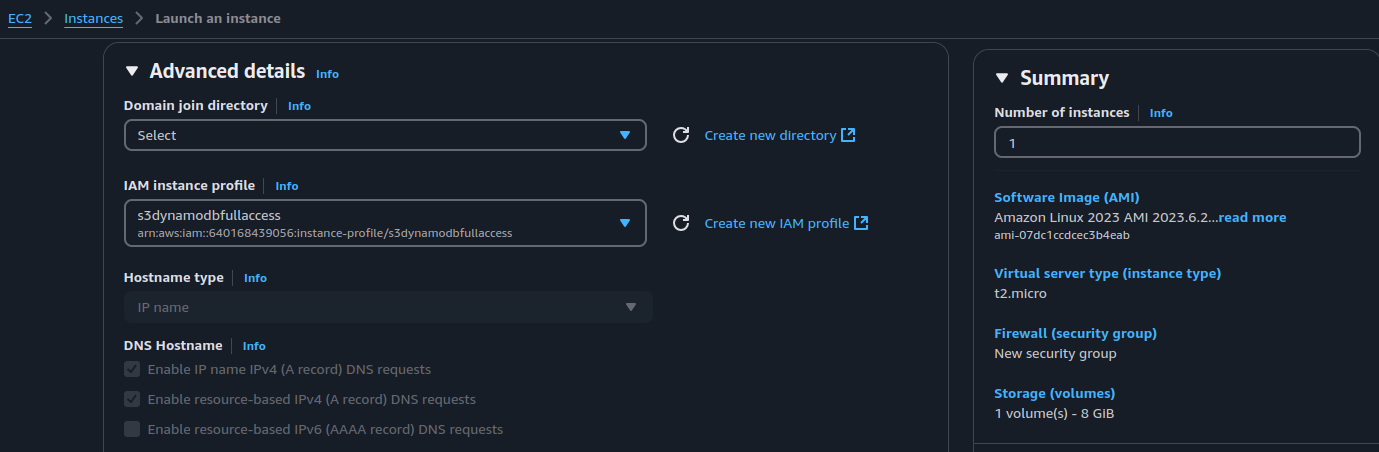 EC2 > Instances > Launch an instance
Advanced details Info
Domain join directory | Info
Select
Create new directory
IAM instance profile | Info
s3dynamodbfullaccess
arn:aws:iam::640168439056:instance-profile/s3dynamodbfullaccess
Create new IAM profile
Hostname type | Info
IP name
DNS Hostname | Info
Enable IP name IPv4 (A record) DNS requests
Enable resource-based IPv4 (A record) DNS requests
Enable resource-based IPv6 (AAAA record) DNS requests
Summary
Number of instances | Info
1
Software Image (AMI)
Amazon Linux 2023 AMI 2023.6.2...read more
ami-07dc1ccdcec3b4eab
Virtual server type (instance type)
t2.micro
Firewall (security group)
New security group
Storage (volumes)
1 volume(s) - 8 GiB